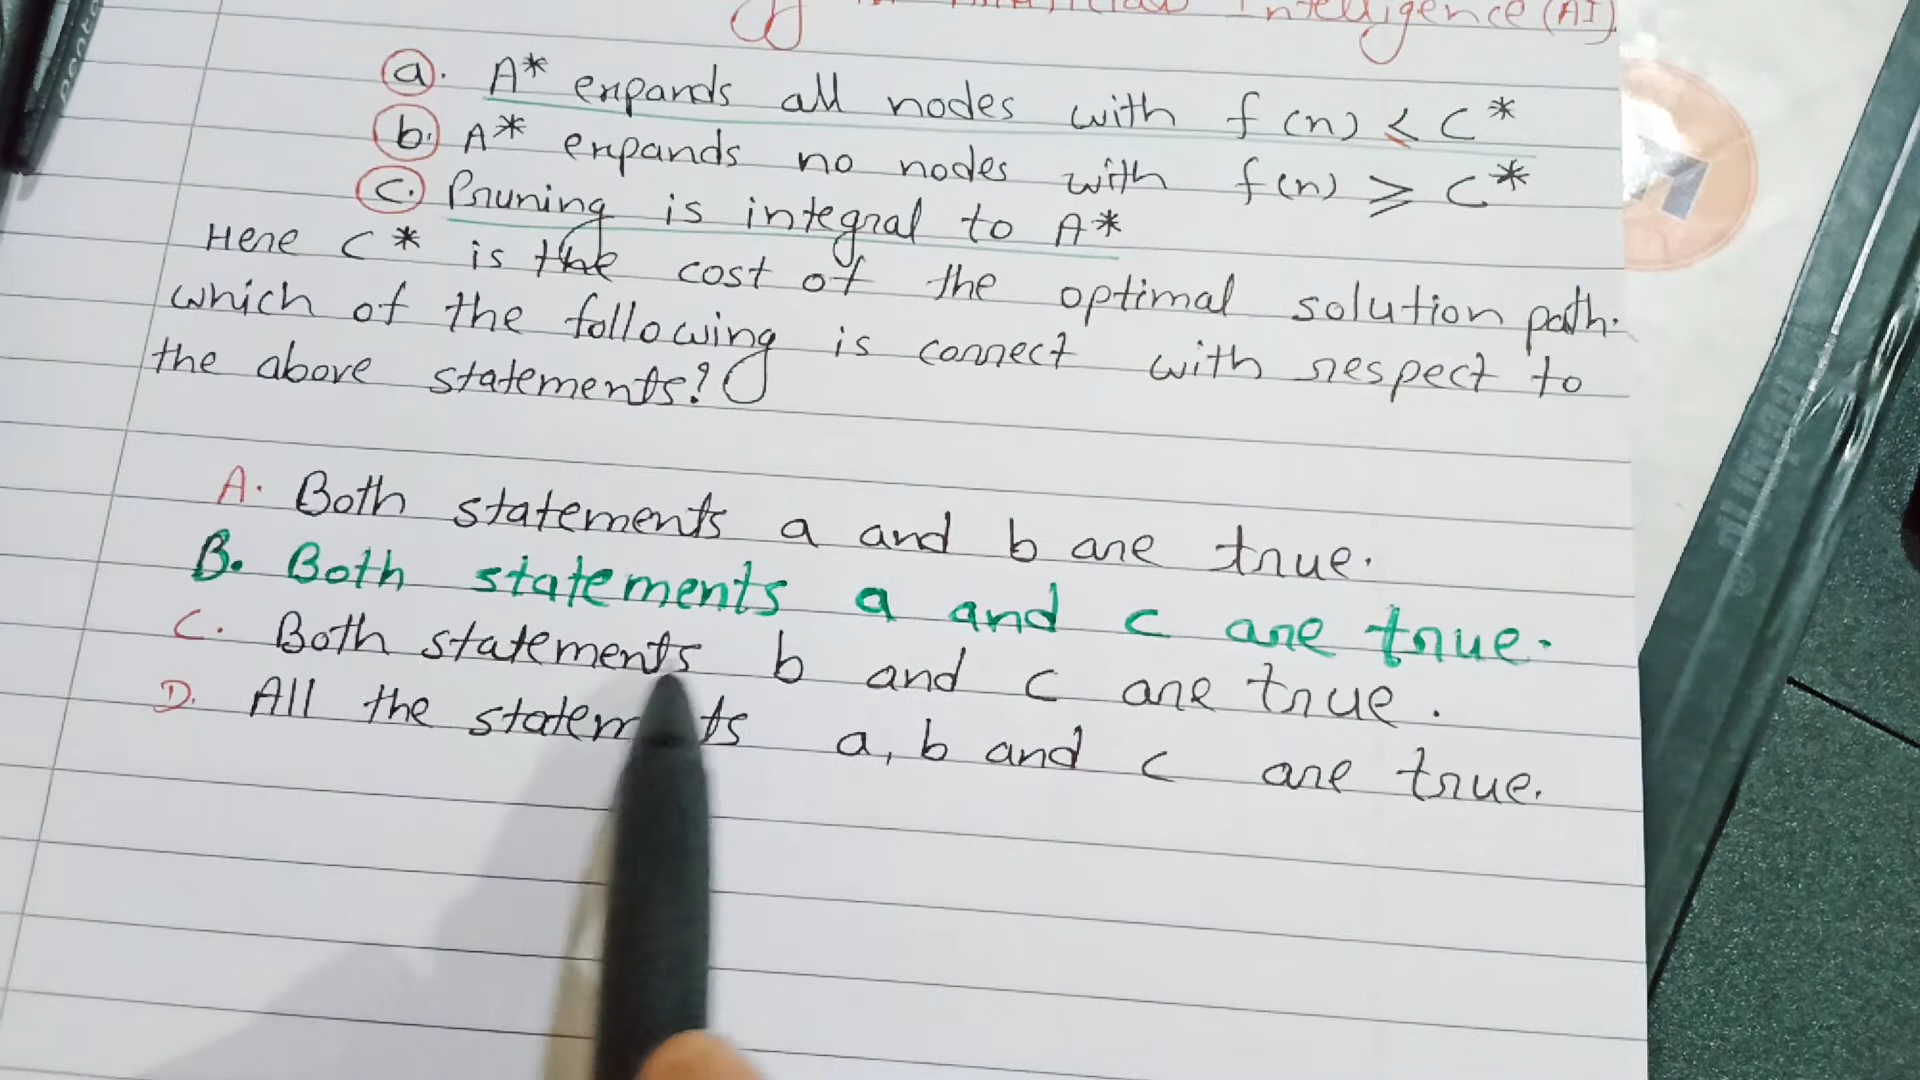 Intelligence (AI).
a. A* expands all nodes with f(n) < C*
b. A* expands no nodes with f(n) ≥ C*
c. Pruning is integral to A*
Here C* is the cost of the optimal solution path.
which of the following is correct with respect to
the above statements?
A. Both statements a and b are true.
B. Both statements a and c are true.
C. Both statements b and c are true.
D. All the statements a, b and c are true.